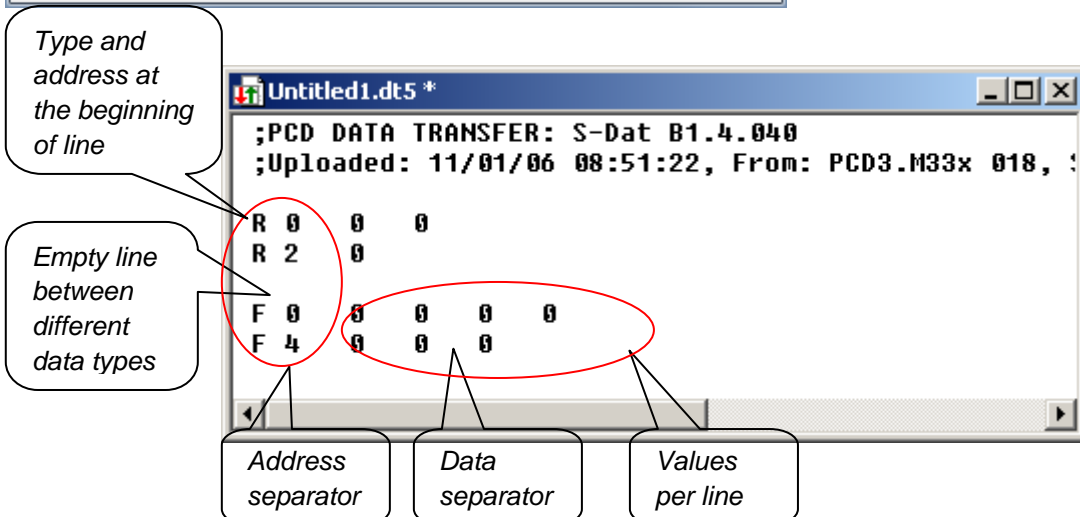 Type and
address at
the beginning
of line
Untitled1.dt5 *
;PCD DATA TRANSFER: S-Dat B1.4.040
;Uploaded: 11/01/06 08:51:22, From: PCD3.M33x 018,
R 0 0 0
R 2 0
Empty line
between
different
data types
F 0 0 0 0 0
F 4 0 0 0
Address
separator
Data
separator
Values
per line